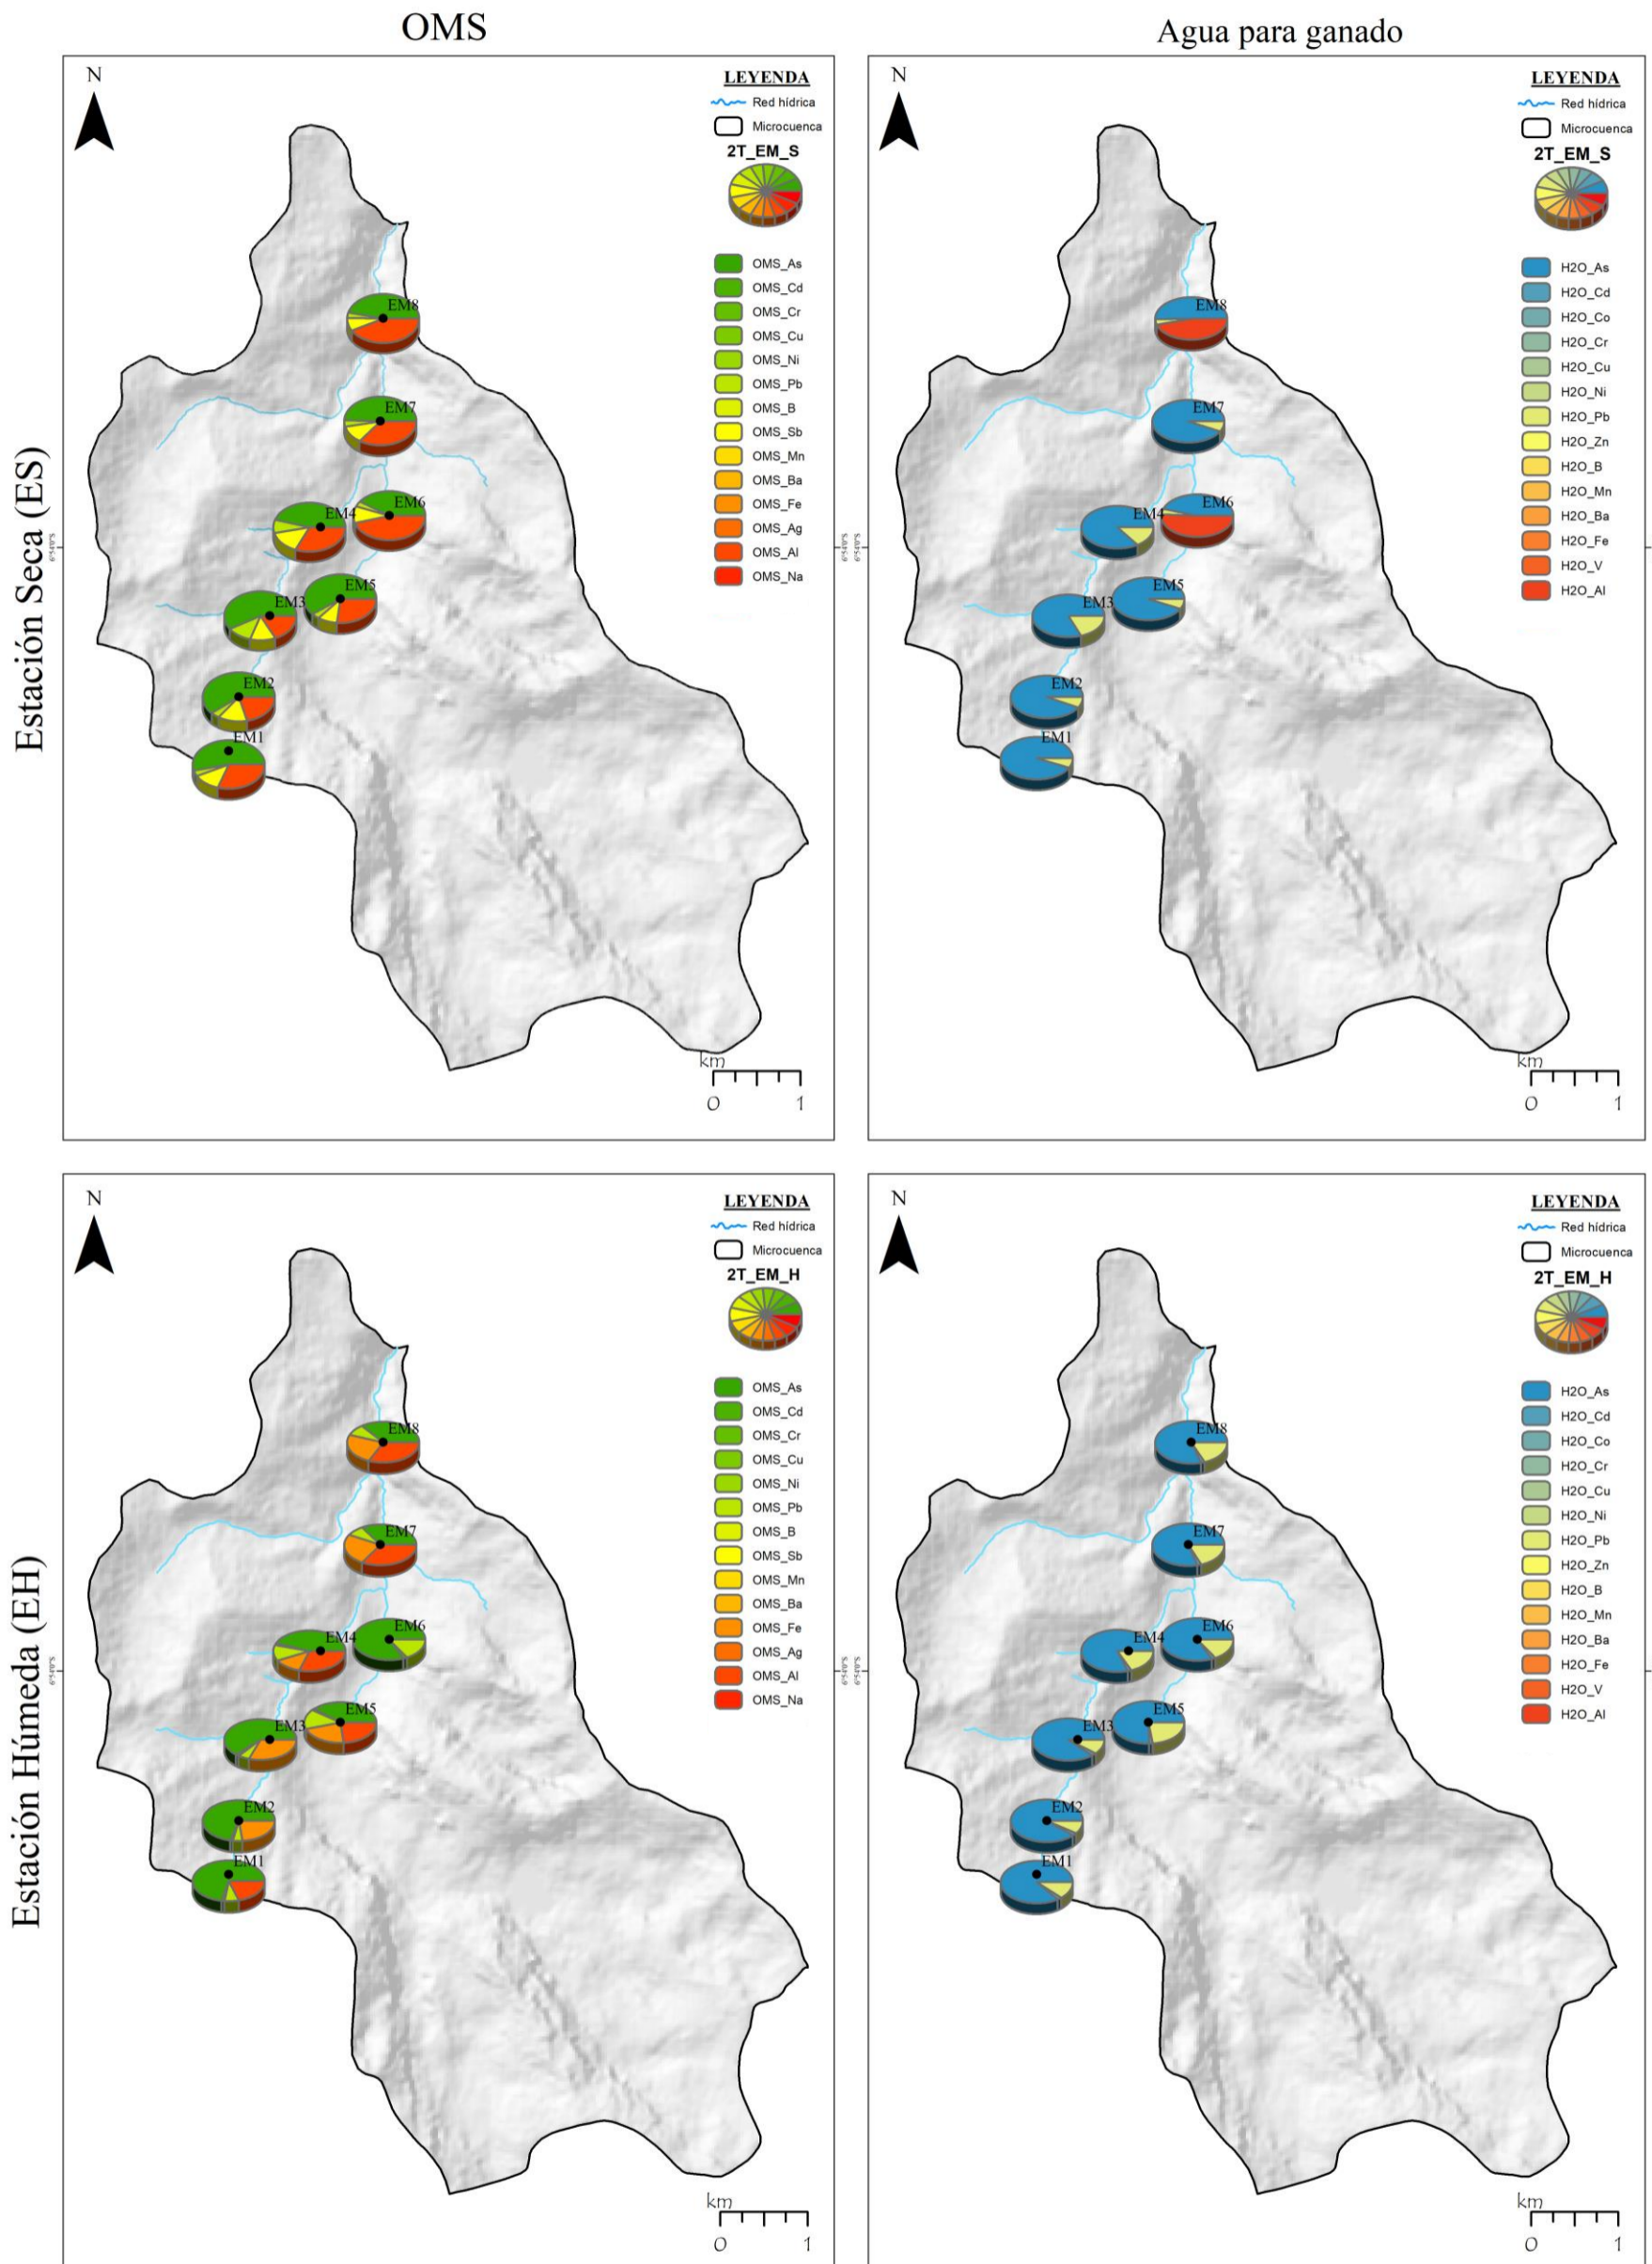 OMS
Agua para ganado
Estación Seca (ES)
N
LEYENDA
Red hídrica
Microcuenca
2T_EM_S
OMS_As
OMS_Cd
OMS_Cr
OMS_Cu
OMS_Ni
OMS_Pb
OMS_B
OMS_Sb
OMS_Mn
OMS_Ba
OMS_Fe
OMS_Ag
OMS_Al
OMS_Na
EM8
EM7
EM6
EM4
EM5
EM3
EM2
EM1
km
0 1
N
LEYENDA
Red hídrica
Microcuenca
2T_EM_S
H2O_As
H2O_Cd
H2O_Co
H2O_Cr
H2O_Cu
H2O_Ni
H2O_Pb
H2O_Zn
H2O_B
H2O_Mn
H2O_Ba
H2O_Fe
H2O_V
H2O_Al
EM8
EM7
EM6
EM4
EM5
EM3
EM2
EM1
km
0 1
Estación Húmeda (EH)
N
LEYENDA
Red hídrica
Microcuenca
2T_EM_H
OMS_As
OMS_Cd
OMS_Cr
OMS_Cu
OMS_Ni
OMS_Pb
OMS_B
OMS_Sb
OMS_Mn
OMS_Ba
OMS_Fe
OMS_Ag
OMS_Al
OMS_Na
EM8
EM7
EM6
EM4
EM5
EM3
EM2
EM1
km
0 1
N
LEYENDA
Red hídrica
Microcuenca
2T_EM_H
H2O_As
H2O_Cd
H2O_Co
H2O_Cr
H2O_Cu
H2O_Ni
H2O_Pb
H2O_Zn
H2O_B
H2O_Mn
H2O_Ba
H2O_Fe
H2O_V
H2O_Al
EM8
EM7
EM6
EM4
EM5
EM3
EM2
EM1
km
0 1